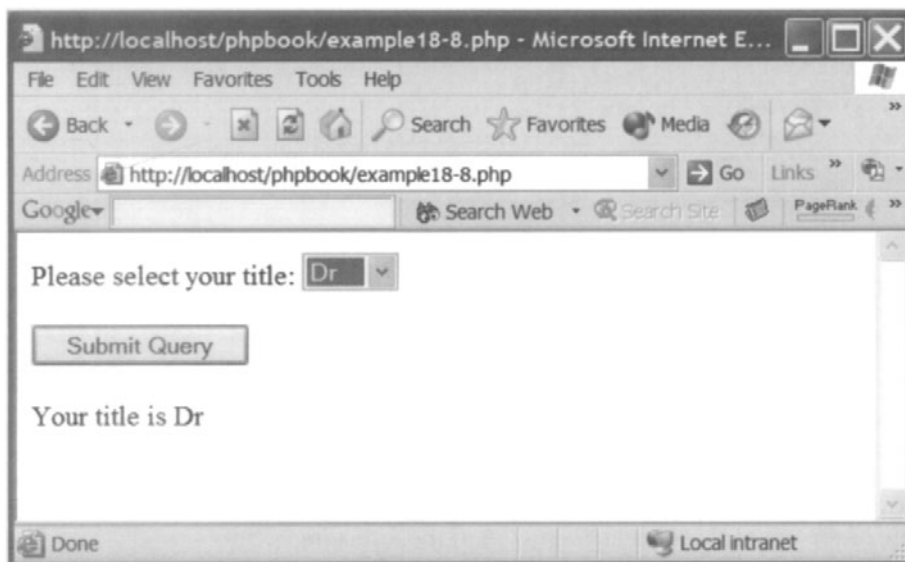 http://localhost/phpbook/example18-8.php - Microsoft Internet E...
File Edit View Favorites Tools Help
Back Search Favorites Media »
Address http://localhost/phpbook/example18-8.php Go Links »
Google Search Web Search Site PageRank »
Please select your title: Dr
Submit Query
Your title is Dr
Done Local intranet